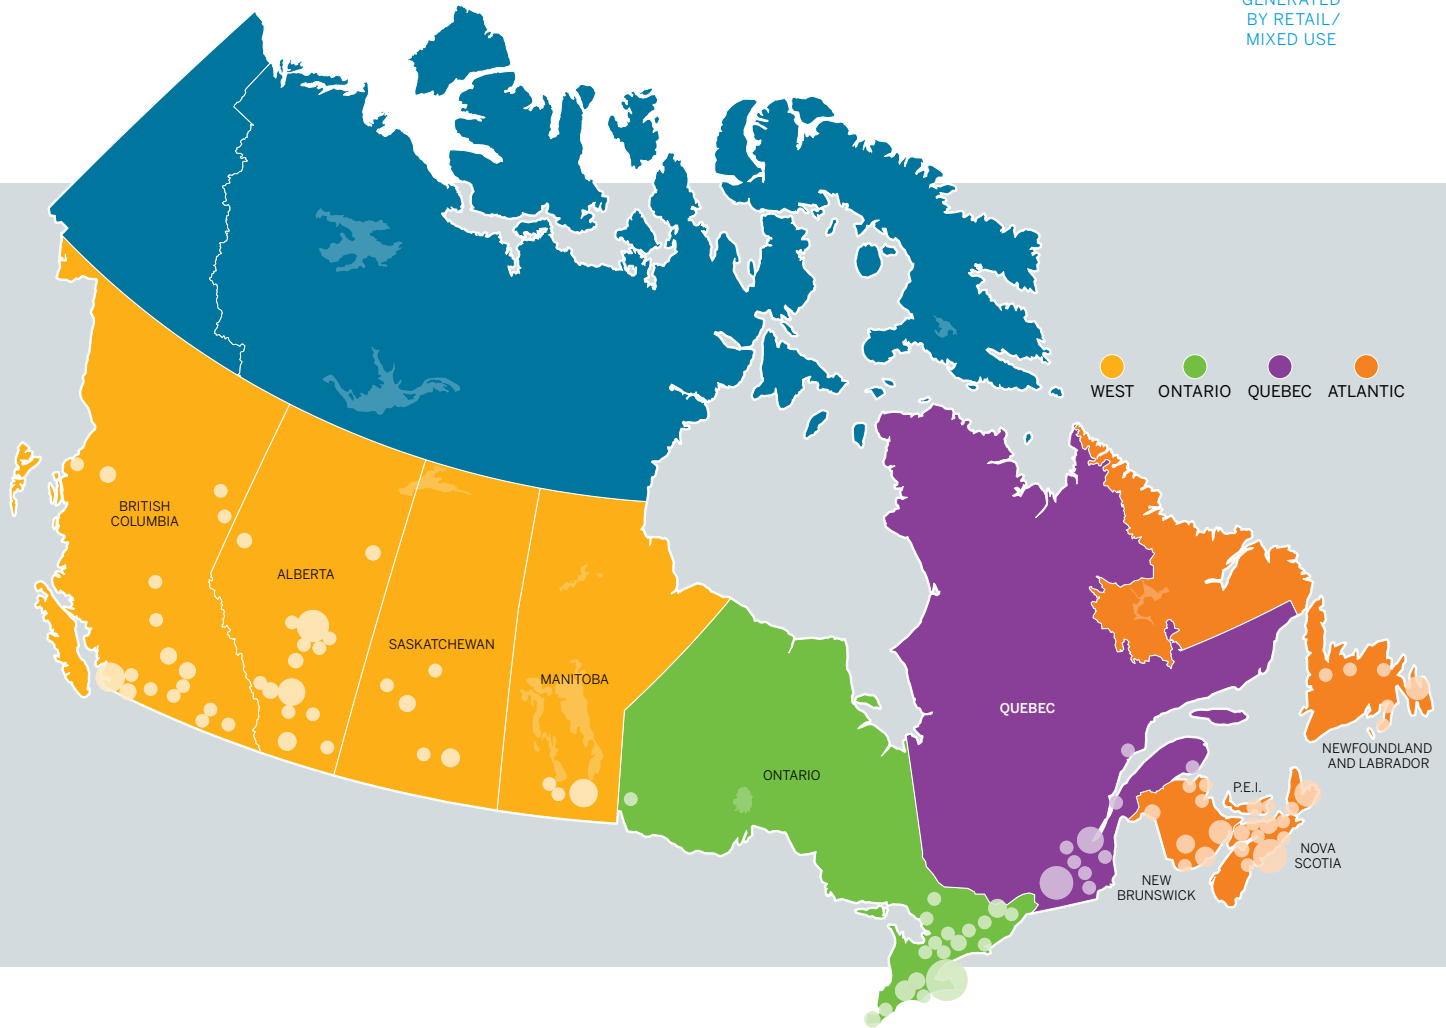 GENERATED
BY RETAIL/
MIXED USE
WEST
ONTARIO
QUEBEC
ATLANTIC
BRITISH
COLUMBIA
ALBERTA
SASKATCHEWAN
MANITOBA
ONTARIO
QUEBEC
NEWFOUNDLAND
AND LABRADOR
P.E.I.
NOVA
SCOTIA
NEW
BRUNSWICK